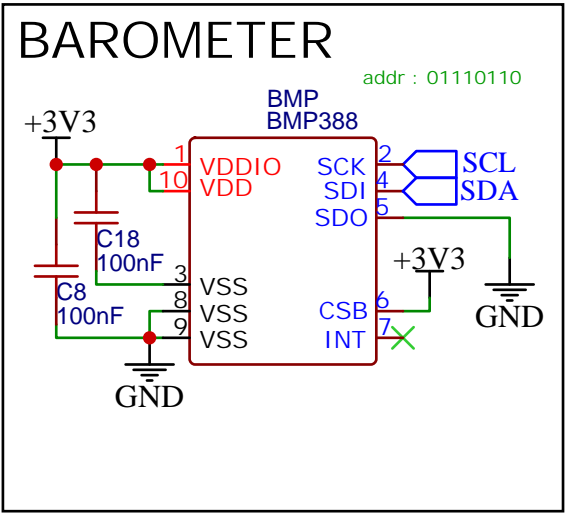 BAROMETER
addr : 01110110
BMP
BMP388
+3V3
1
VDDIO
10
VDD
SCK
2
SCL
SDI
4
SDA
SDO
5
C18
100nF
C8
100nF
3
VSS
8
VSS
9
VSS
+3V3
CSB
6
INT
7
GND
GND